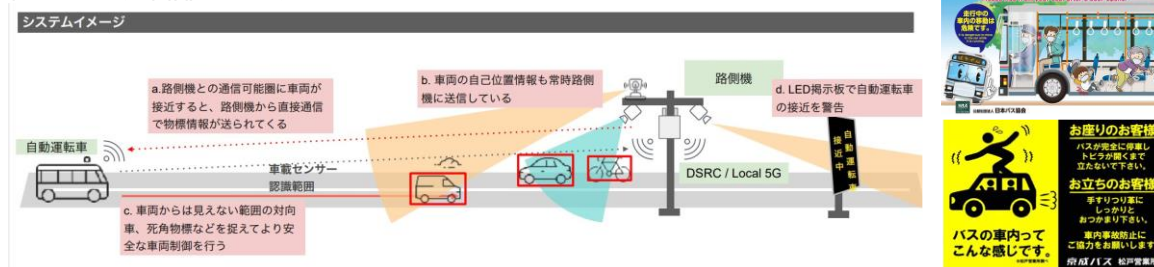 システムイメージ
a.路側機との通信可能圏に車両が
接近すると、路側機から直接通信
で物標情報が送られてくる
b. 車両の自己位置情報も常時路側
機に送信している
路側機
d. LED掲示板で自動運転車
の接近を警告
自動運転車
車載センサー
認識範囲
DSRC / Local 5G
自動運転車
接近中
c. 車両からは見えない範囲の対向
車、死角物標などを捉えてより安
全な車両制御を行う
走行中の
車内の移動は
危険です。
日本バス協会
お座りのお客様
バスが完全に停車し
トビラが開くまで
立たないで下さい。
お立ちのお客様
手すりつり革に
しっかりと
おつかまり下さい。
バスの車内って
こんな感じです。
車内事故防止に
ご協力をお願いします
京成バス 松戸営業所